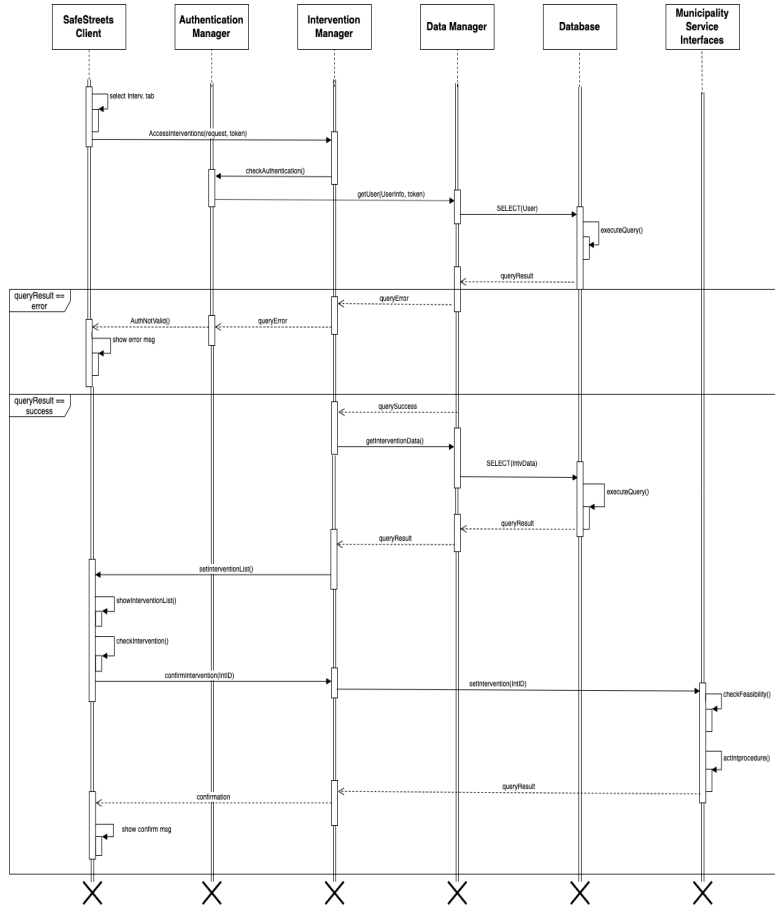 SafeStreets
Client
Authentication
Manager
Intervention
Manager
Data Manager
Database
Municipality
Service
Interfaces
select Interv. tab
AccessInterventions(request, token)
checkAuthentication()
getUser(UserInfo, token)
SELECT(User)
executeQuery()
queryResult
queryResult ==
error
queryError
queryError
AuthNotValid()
show error msg
queryResult ==
success
querySuccess
getInterventionData()
SELECT(IntvData)
executeQuery()
queryResult
queryResult
setInterventionList()
showInterventionList()
checkIntervention()
confirmIntervention(IntID)
setIntervention(IntID)
checkFeasibility()
actIntprocedure()
queryResult
confirmation
show confirm msg